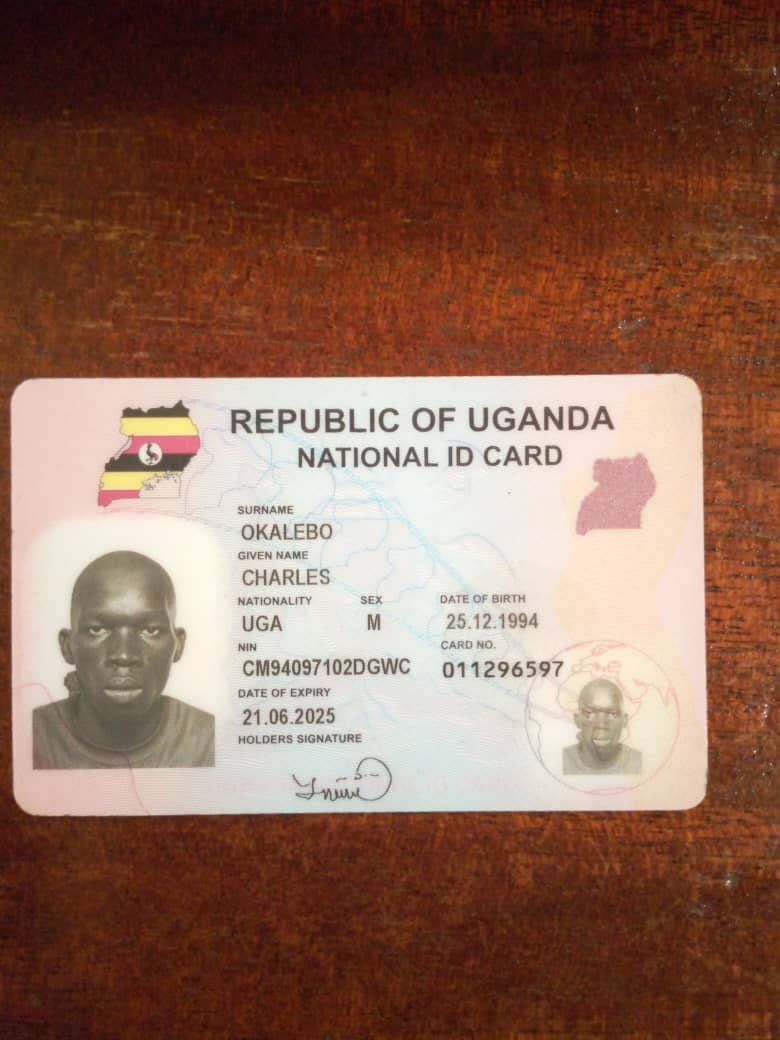 REPUBLIC OF UGANDA
NATIONAL ID CARD
SURNAME
OKALEBO
GIVEN NAME
CHARLES
NATIONALITY SEX DATE OF BIRTH
UGA M 25.12.1994
NIN CARD NO.
CM94097102DGWC 011296597
DATE OF EXPIRY
21.06.2025
HOLDERS SIGNATURE